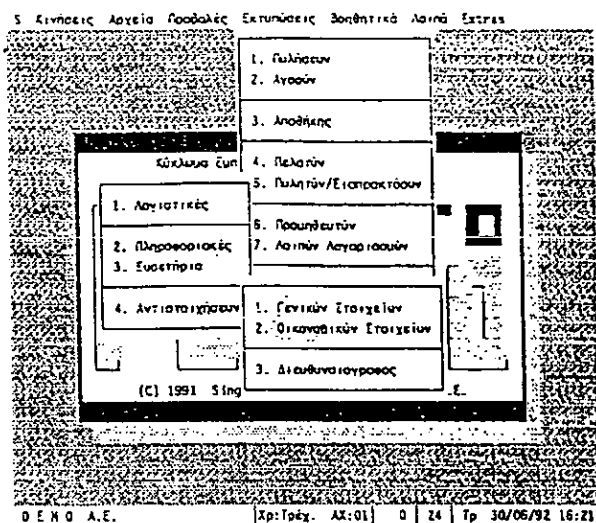 S Κινήσεις Αρχεία Προβολές Εκτυπώσεις Βοηθητικά Λοιπά Extras
1. Πωλήσεων
2. Αγορών
3. Αποθήκης
Κύκλωμα
4. Πελατών
5. Πωλητών/Εισπρακτόρων
1. Λογιστικές
6. Προμηθευτών
2. Πληροφοριακές
7. Λοιπών Λογαριασμών
3. Ευρετήρια
4. Αντιστοιχήσεων
1. Γενικών Στοιχείων
2. Οικονομικών Στοιχείων
3. Διευθυνσιογράφος
(C) 1991 Sing .Ε.
D E M O A.E. Χρ:Τρέχ. ΑΧ:01 0 24 Τρ 30/06/92 16:21